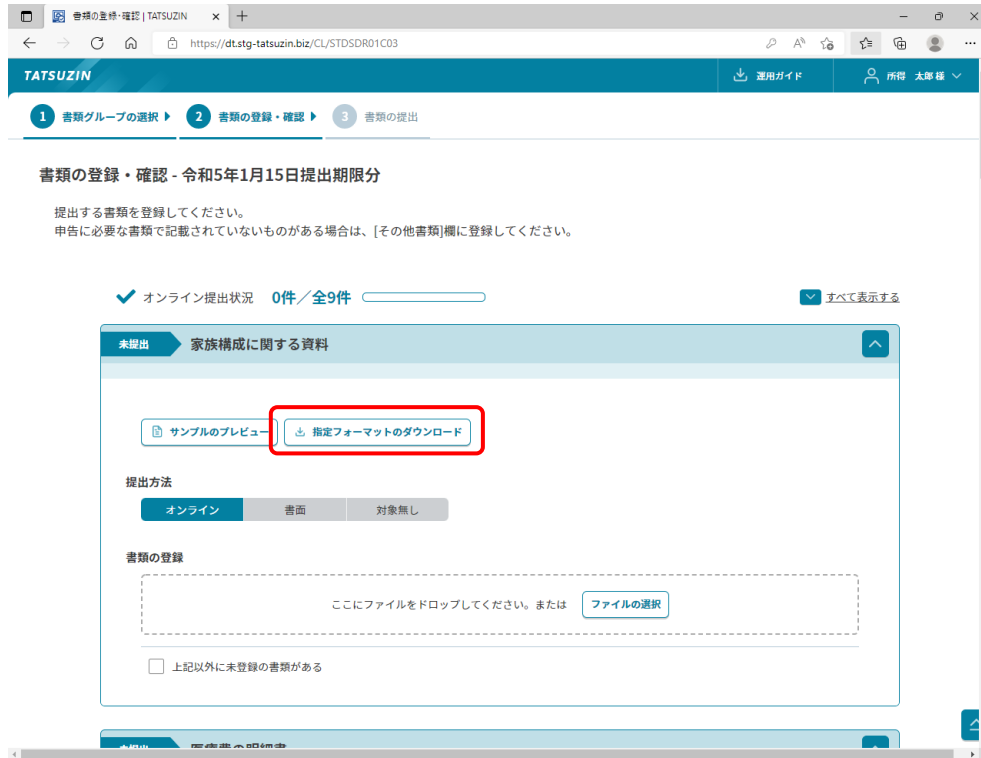 書類の登録・確認 | TATSUZIN
https://dt.stg-tatsuzin.biz/CL/STDSDR01C03
TATSUZIN
運用ガイド
所得 太郎 様
1 書類グループの選択
2 書類の登録・確認
3 書類の提出
書類の登録・確認 - 令和5年1月15日提出期限分
提出する書類を登録してください。
申告に必要な書類で記載されていないものがある場合は、[その他書類]欄に登録してください。
オンライン提出状況 0件／全9件
すべて表示する
未提出 家族構成に関する資料
サンプルのプレビュー
指定フォーマットのダウンロード
提出方法
オンライン 書面 対象無し
書類の登録
ここにファイルをドロップしてください。または ファイルの選択
上記以外に未登録の書類がある
未提出 医療費の明細書